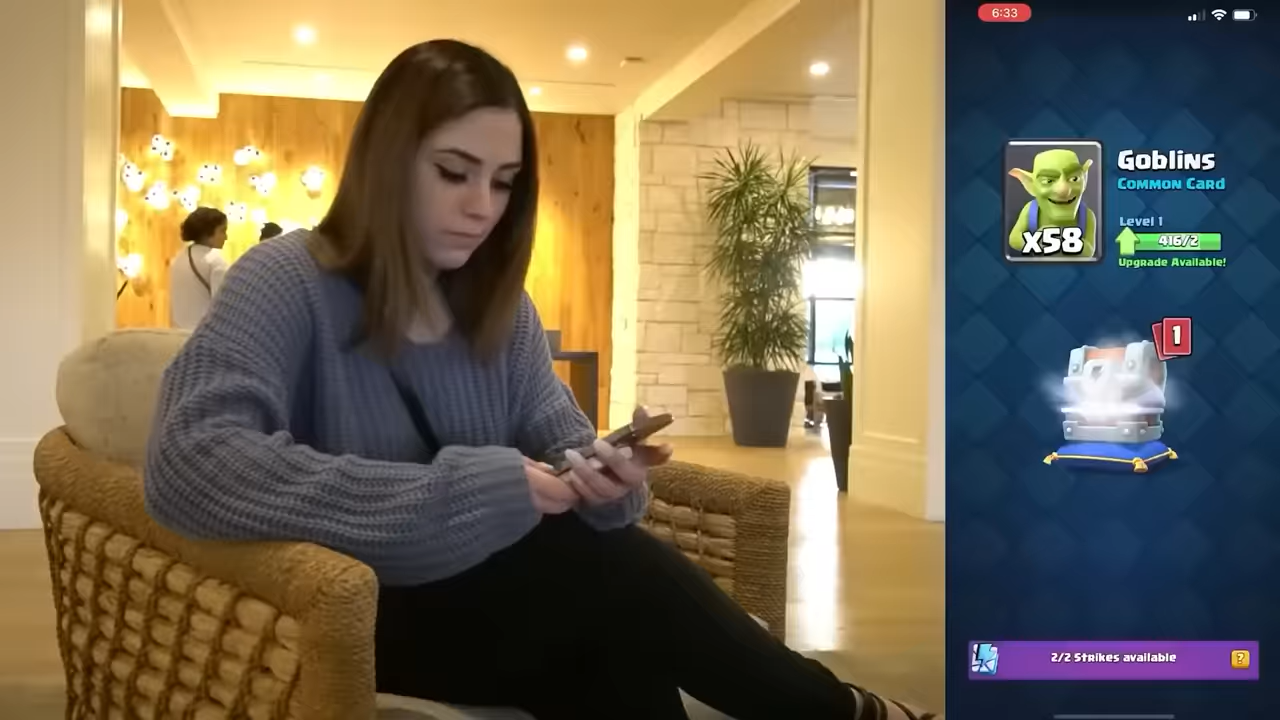 6:33
Goblins
Common Card
x58
Level 1
416/2
Upgrade Available!
1
2/2 Strikes available
?